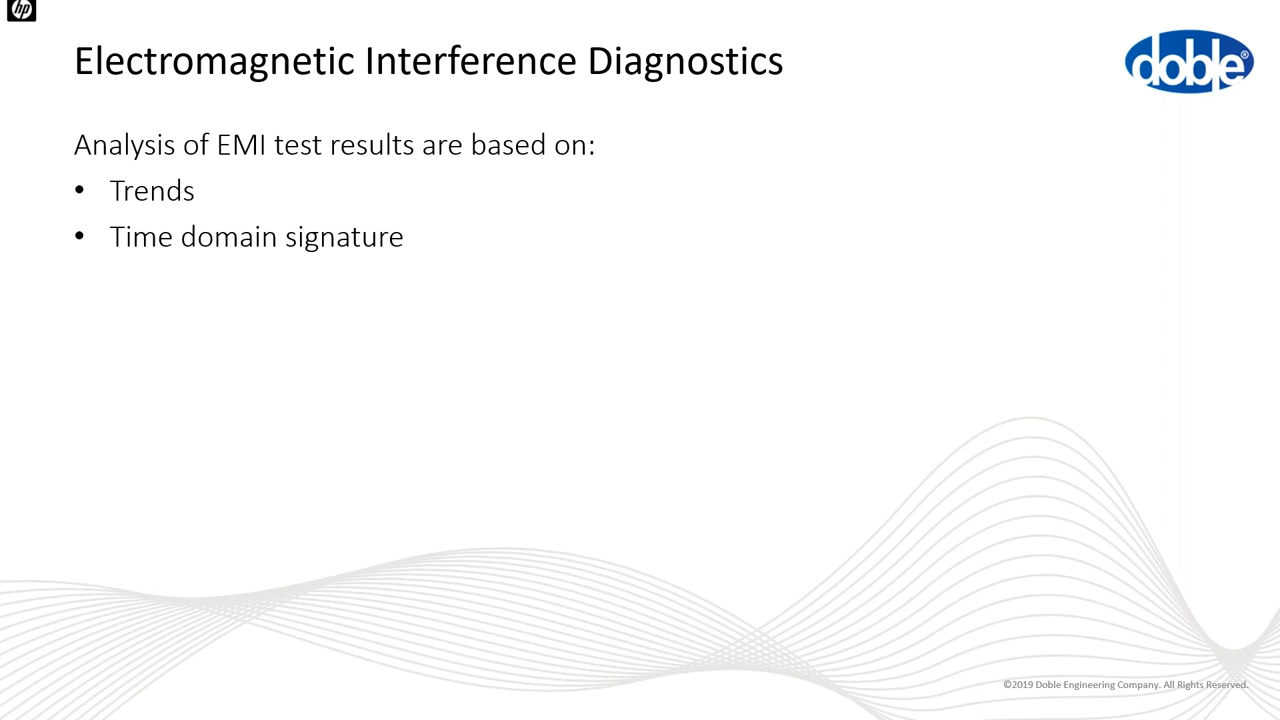 hp
Electromagnetic Interference Diagnostics
doble®
Analysis of EMI test results are based on:
• Trends
• Time domain signature
©2019 Doble Engineering Company. All Rights Reserved.